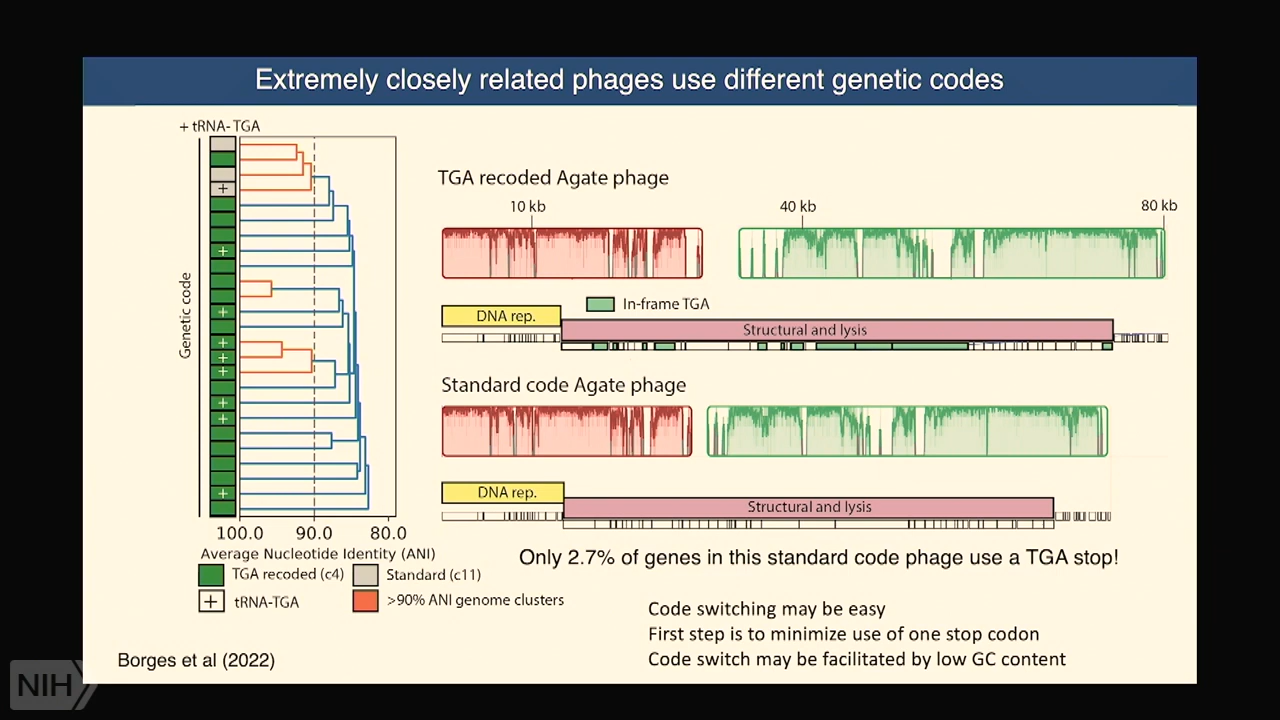 Extremely closely related phages use different genetic codes
+ tRNA-TGA
Genetic code
100.0 90.0 80.0
Average Nucleotide Identity (ANI)
TGA recoded (c4)
Standard (c11)
+ tRNA-TGA
>90% ANI genome clusters
TGA recoded Agate phage
10 kb 40 kb 80 kb
In-frame TGA
DNA rep.
Structural and lysis
Standard code Agate phage
DNA rep.
Structural and lysis
Only 2.7% of genes in this standard code phage use a TGA stop!
Code switching may be easy
First step is to minimize use of one stop codon
Code switch may be facilitated by low GC content
Borges et al (2022)
NIH